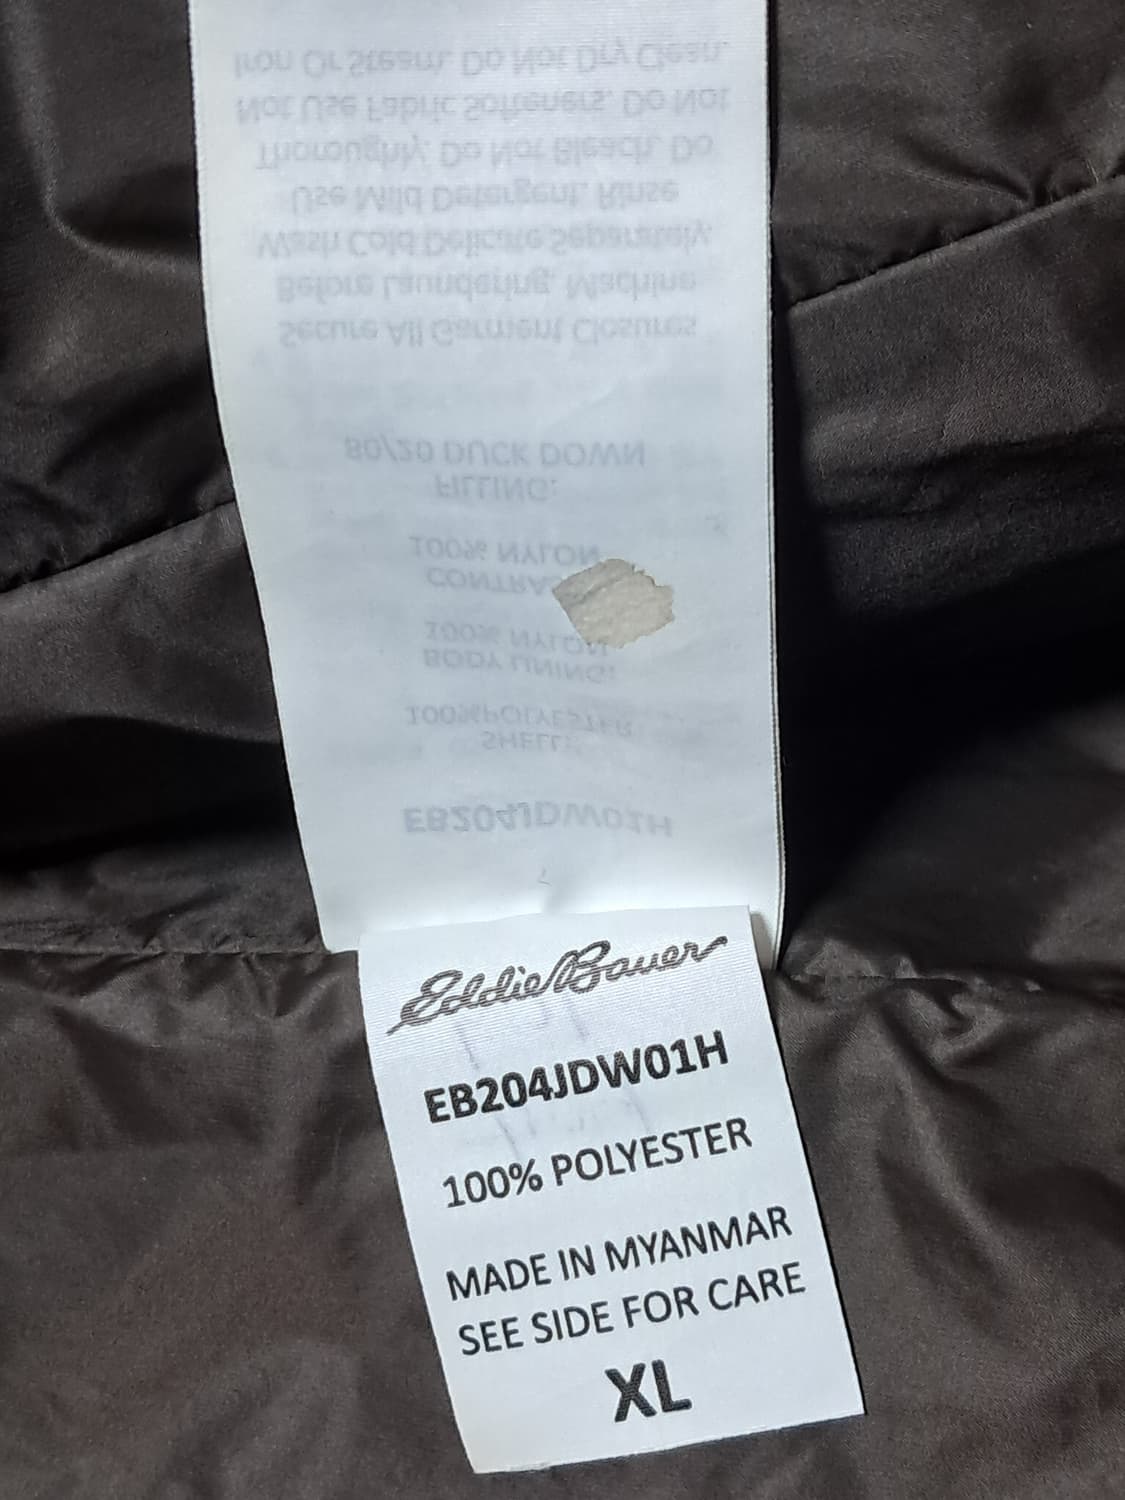 Iron Or Steam. Do Not Dry Clean.
Not Use Fabric Softeners. Do Not
Thoroughly. Do Not Bleach. Do
Use Mild Detergent. Rinse
Wash Cold Delicate Separately.
Before Laundering, Machine
Secure All Garment Closures
80/20 DUCK DOWN
FILLING:
100% NYLON
CONTRA
100% NYLON
BODY LINING:
100%POLYESTER
SHELL:
EB204JDW01H
Eddie Bauer
EB204JDW01H
100% POLYESTER
MADE IN MYANMAR
SEE SIDE FOR CARE
XL